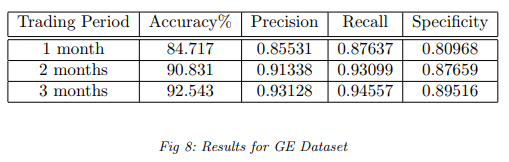 Trading Period Accuracy% Precision Recall Specificity
1 month 84.717 0.85531 0.87637 0.80968
2 months 90.831 0.91338 0.93099 0.87659
3 months 92.543 0.93128 0.94557 0.89516
Fig 8: Results for GE Dataset